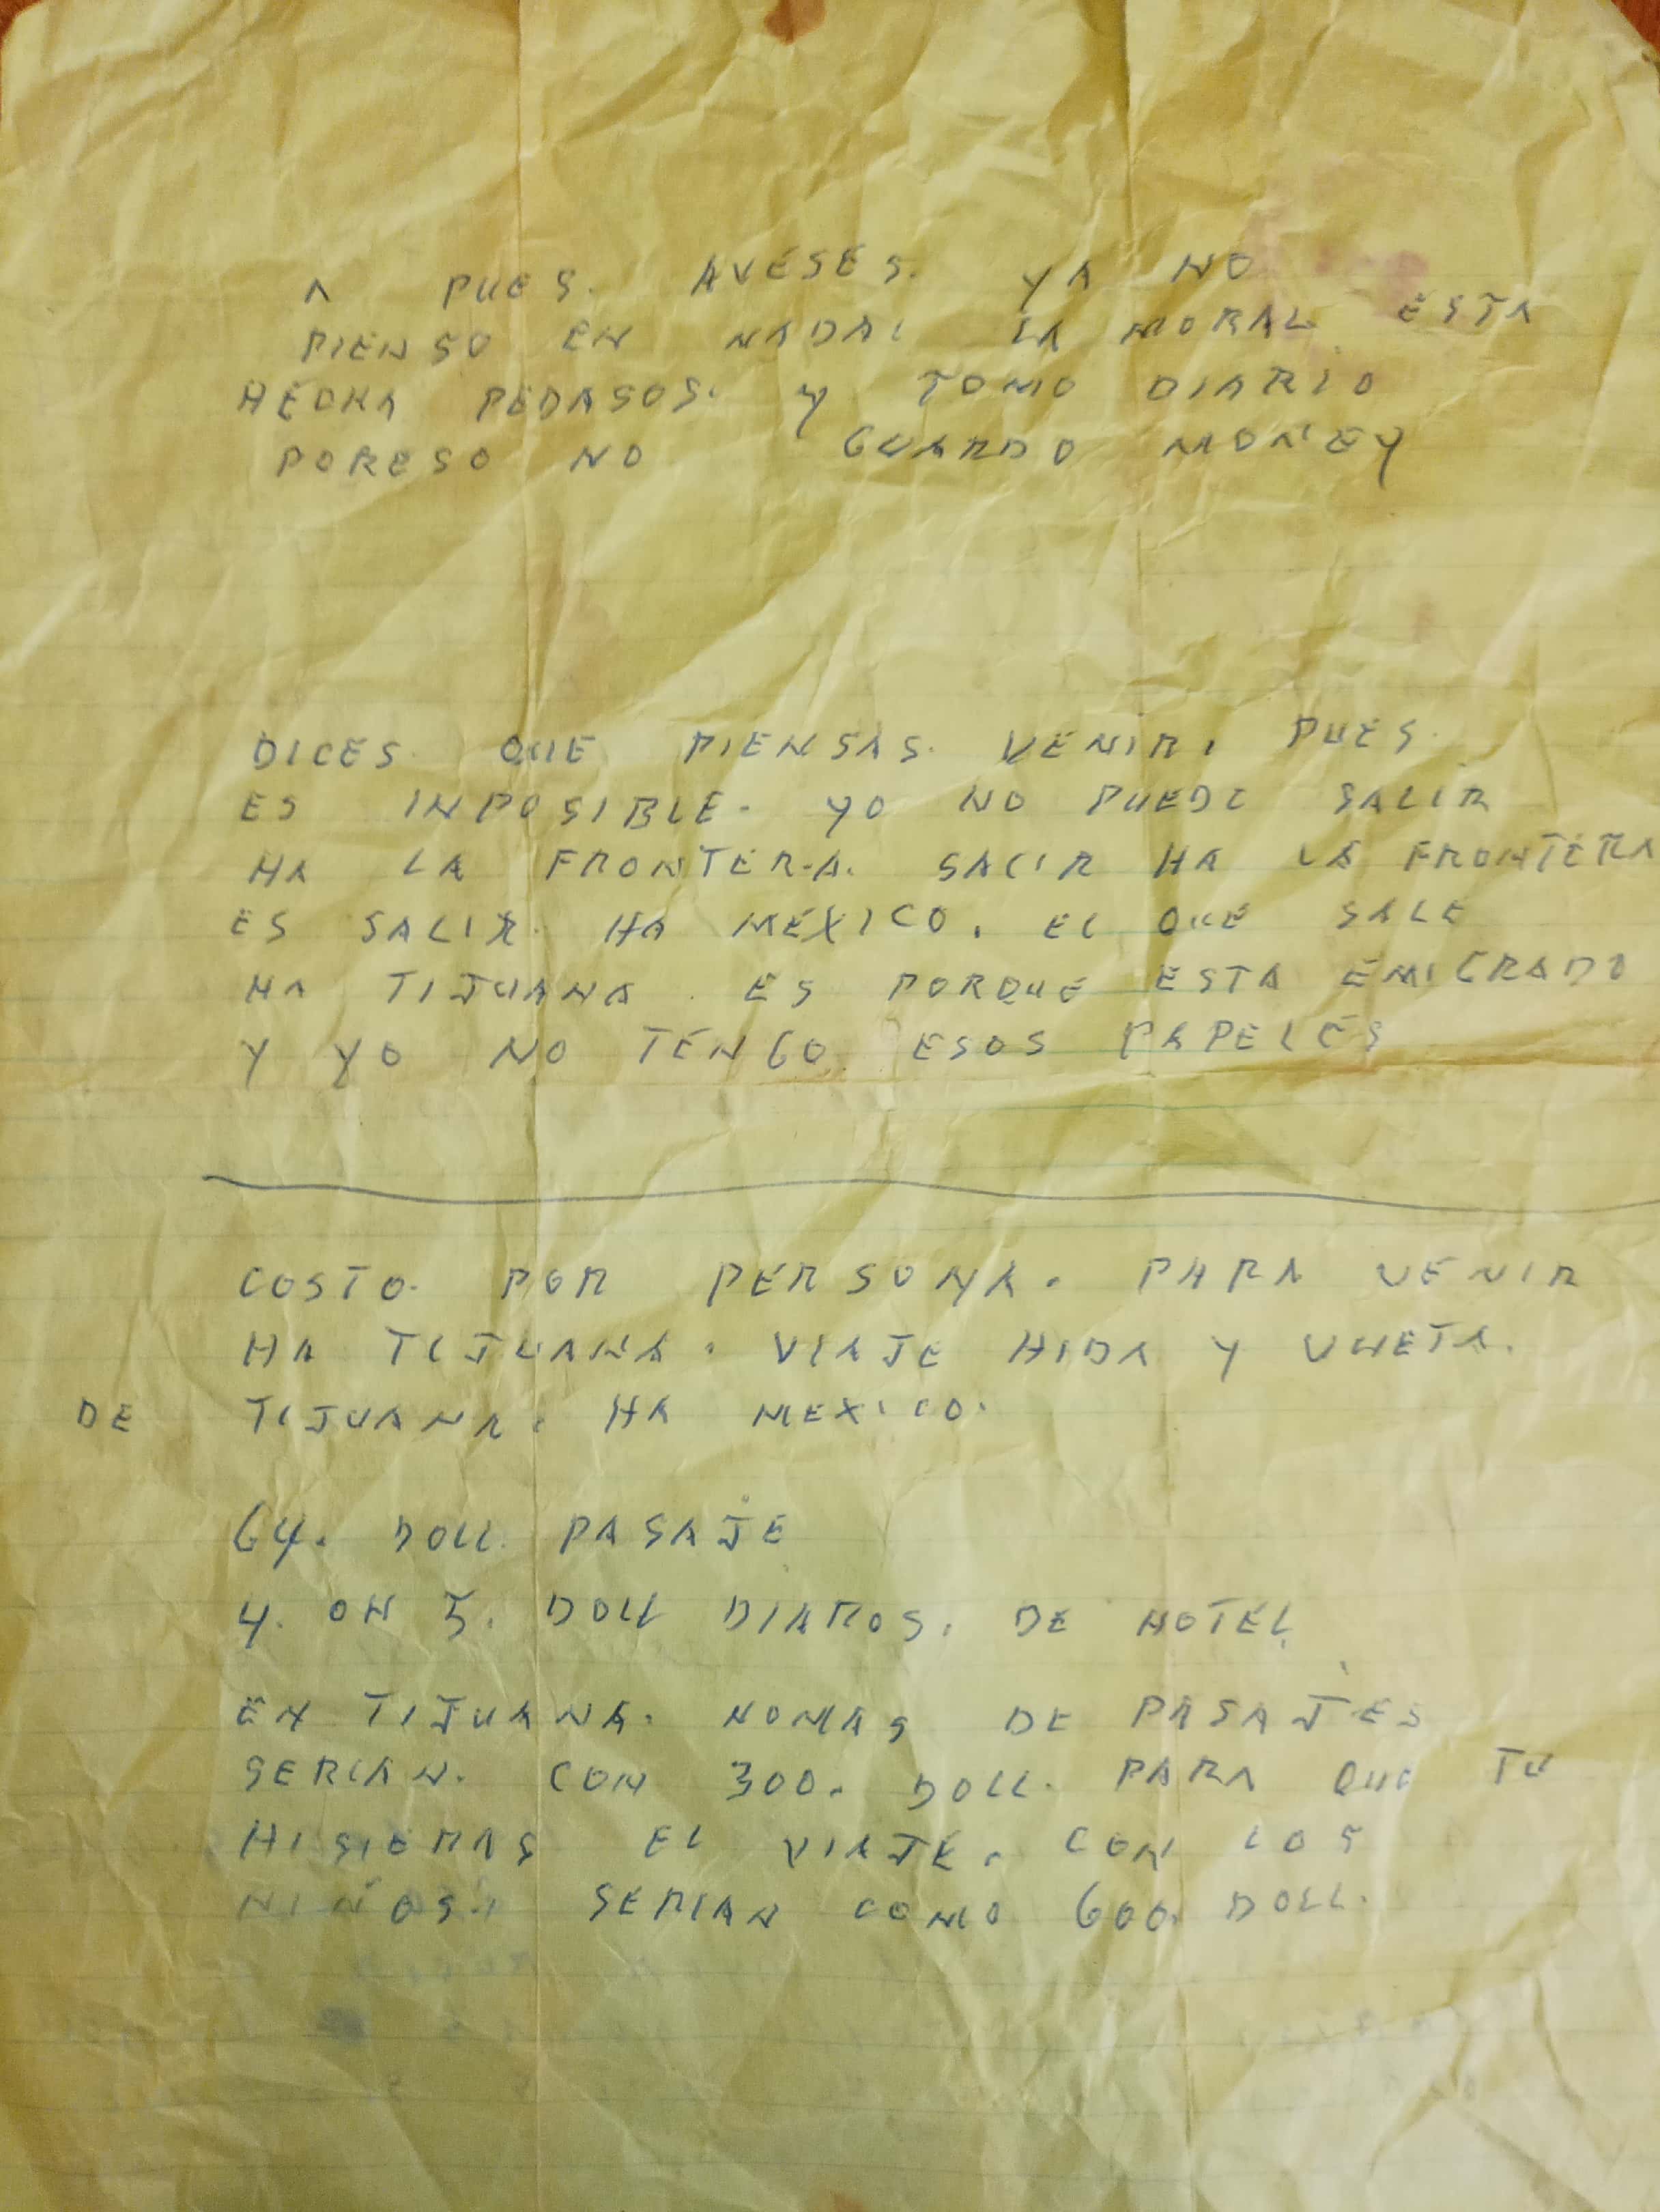 A PUES. AVESES. YA NO
PIENSO EN NADA. LA MORAL ESTA
HECHA PEDASOS. Y TOMO DIARIO
PORESO NO GUARDO MONEY
DICES QUE PIENSAS. VENIR, PUES.
ES INPOSIBLE. YO NO PUEDO SALIR
HA LA FRONTERA. SALIR HA LA FRONTERA
ES SALIR HA MEXICO. EL QUE SALE
HA TIJUANA. ES PORQUE ESTA EMIGRADO
Y YO NO TENGO ESOS PAPELES
COSTO. POR PERSONA. PARA VENIR
HA TIJUANA. VIAJE HIDA Y VUETA.
DE TIJUANA. HA MEXICO.
64. DOLL. PASAJE
4. OH 5. DOLL DIAROS. DE HOTEL
EN TIJUANA. NOMAS DE PASAJES
SERIAN. CON 300. DOLL. PARA QUE TU
HISIERAS EL VIAJE. CON LOS
NIÑOS. SERIAN COMO 600. DOLL.